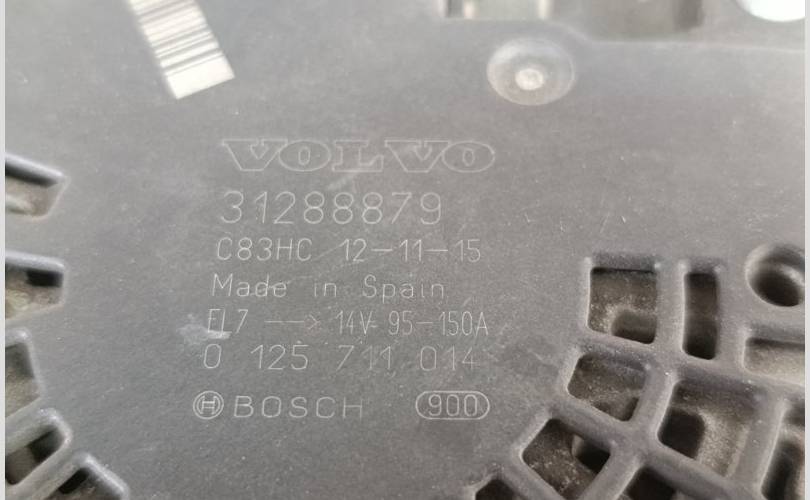 VOLVO
31288879
C83HC 12-11-15
Made in Spain
EL7 --> 14V 95-150A
0 125 711 014
BOSCH 900